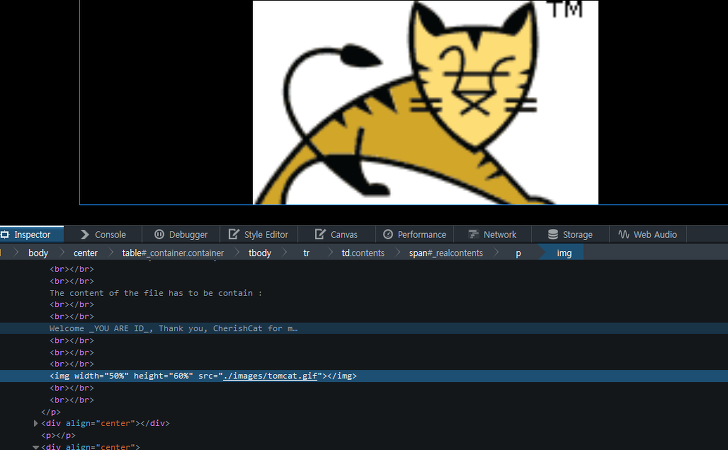 TM
Inspector Console Debugger Style Editor Canvas Performance Network Storage Web Audio
body center table#_container.container tbody tr td.contents span#_realcontents p img
<br></br>
<br></br>
The content of the file has to be contain :
<br></br>
<br></br>
Welcome _YOU ARE ID_, Thank you, CherishCat for m…
<br></br>
<br></br>
<br></br>
<img width="50%" height="60%" src="./images/tomcat.gif"></img>
<br></br>
<br></br>
</p>
<div align="center"></div>
<p></p>
<div align="center">